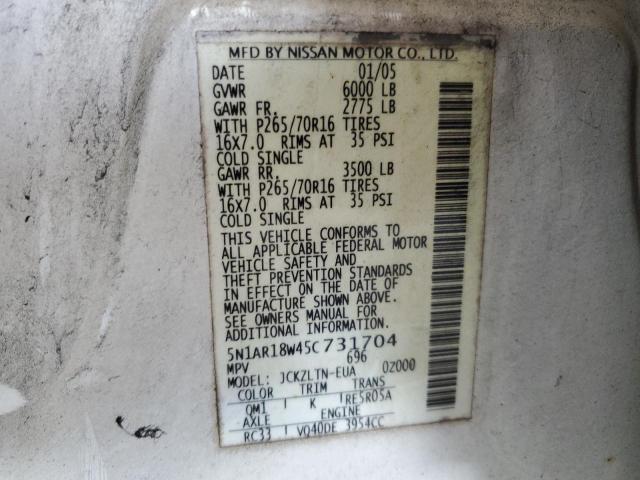 MFD BY NISSAN MOTOR CO., LTD.
DATE 01/05
GVWR 6000 LB
GAWR FR. 2775 LB
WITH P265/70R16 TIRES
16X7.0 RIMS AT 35 PSI
COLD SINGLE
GAWR RR. 3500 LB
WITH P265/70R16 TIRES
16X7.0 RIMS AT 35 PSI
COLD SINGLE
THIS VEHICLE CONFORMS TO
ALL APPLICABLE FEDERAL MOTOR
VEHICLE SAFETY AND
THEFT PREVENTION STANDARDS
IN EFFECT ON THE DATE OF
MANUFACTURE SHOWN ABOVE.
SEE OWNERS MANUAL FOR
ADDITIONAL INFORMATION.
5N1AR18W45C731704
MPV 696
MODEL: JCKZLTN-EUA 02000
COLOR TRIM TRANS
QM1 K RE5R05A
AXLE ENGINE
RC33 VQ40DE 3954CC